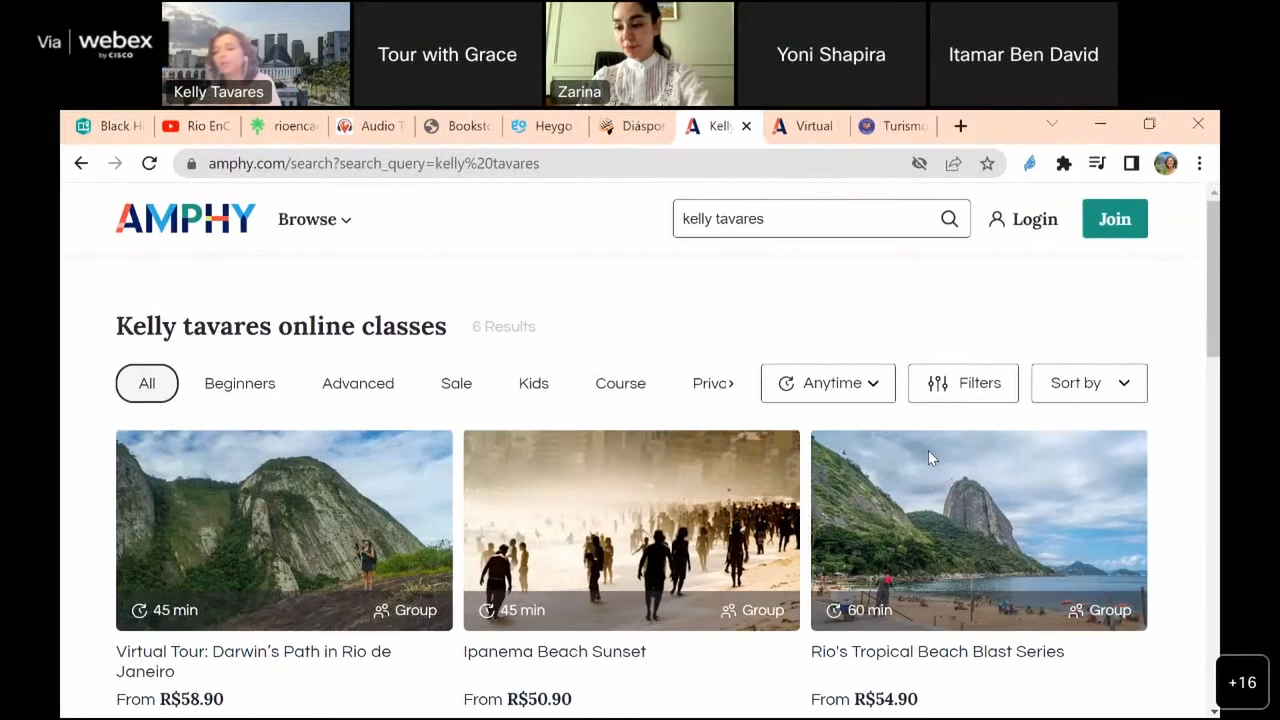 Via webex
by CISCO
Kelly Tavares
Tour with Grace
Zarina
Yoni Shapira
Itamar Ben David
Black H
Rio EnC
rioenca
Audio T
Bookst
Heygo
Diáspor
Kelly
Virtual
Turismo
amphy.com/search?search_query=kelly%20tavares
AMPHY
Browse
kelly tavares
Login
Join
Kelly tavares online classes
6 Results
All
Beginners
Advanced
Sale
Kids
Course
Priva
Anytime
Filters
Sort by
45 min
Group
45 min
Group
60 min
Group
Virtual Tour: Darwin’s Path in Rio de
Janeiro
From R$58.90
Ipanema Beach Sunset
From R$50.90
Rio's Tropical Beach Blast Series
From R$54.90
+16